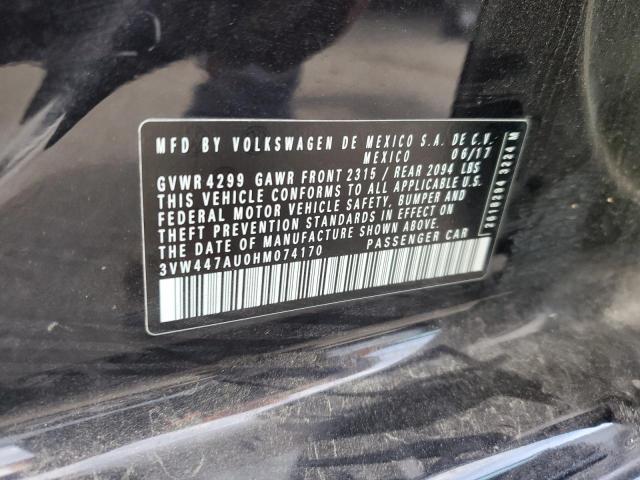 MFD BY VOLKSWAGEN DE MEXICO S.A. DE C.V.
MEXICO 06/17
GVWR 4299 GAWR FRONT 2315 / REAR 2094 LBS
THIS VEHICLE CONFORMS TO ALL APPLICABLE U.S.
FEDERAL MOTOR VEHICLE SAFETY, BUMPER AND
THEFT PREVENTION STANDARDS IN EFFECT ON
THE DATE OF MANUFACTURE SHOWN ABOVE.
3VW447AU0HM074170 PASSENGER CAR
3224 M